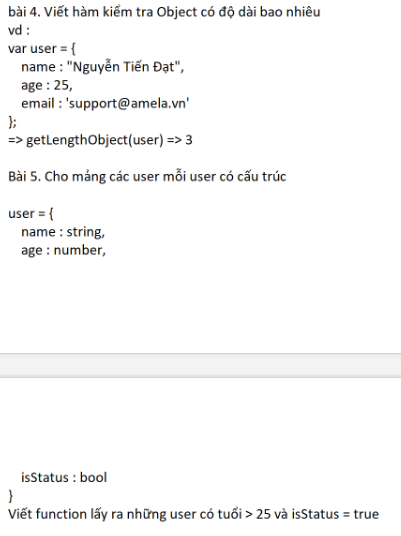 bài 4. Viết hàm kiểm tra Object có độ dài bao nhiêu
vd :
var user = {
name : "Nguyễn Tiến Đạt",
age : 25,
email : 'support@amela.vn'
};
=> getLengthObject(user) => 3
Bài 5. Cho mảng các user mỗi user có cấu trúc
user = {
name : string,
age : number,
isStatus : bool
}
Viết function lấy ra những user có tuổi > 25 và isStatus = true